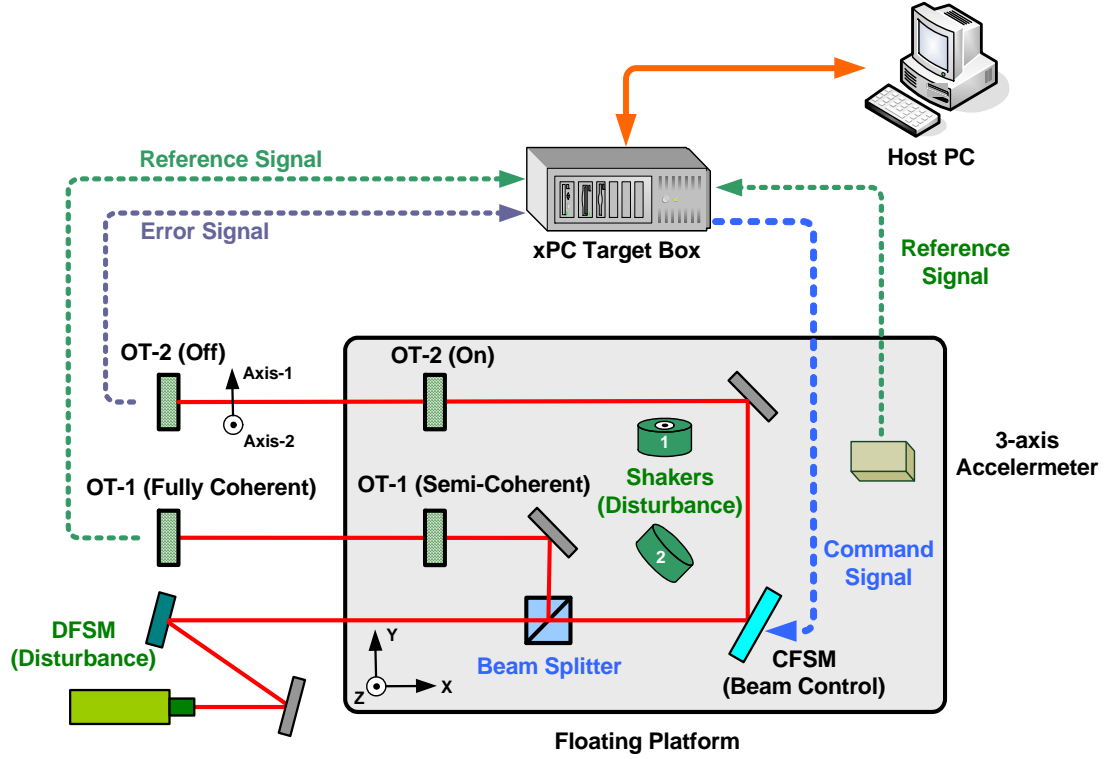 Host PC
Reference Signal
Error Signal
xPC Target Box
Reference
Signal
OT-2 (Off)
OT-2 (On)
Axis-1
Axis-2
1
3-axis
Accelermeter
OT-1 (Fully Coherent)
OT-1 (Semi-Coherent)
Shakers
(Disturbance)
2
Command
Signal
DFSM
(Disturbance)
Beam Splitter
Y
X
Z
CFSM
(Beam Control)
Floating Platform